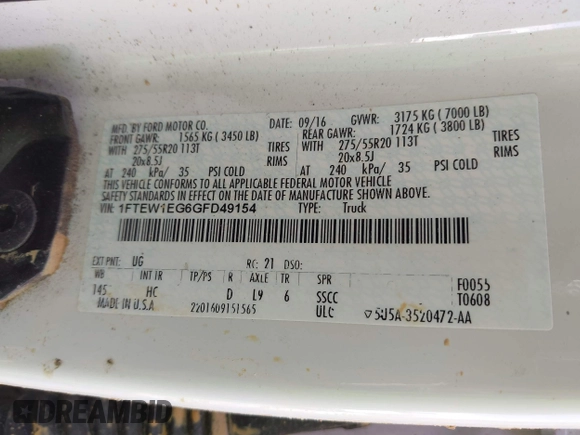 MFD. BY FORD MOTOR CO. DATE: 09/16 GVWR: 3175 KG ( 7000 LB)
FRONT GAWR: 1565 KG ( 3450 LB) REAR GAWR: 1724 KG ( 3800 LB)
WITH 275/55R20 113T TIRES WITH 275/55R20 113T TIRES
20x8.5J RIMS 20x8.5J RIMS
AT 240 kPa/ 35 PSI COLD AT 240 kPa/ 35 PSI COLD
THIS VEHICLE CONFORMS TO ALL APPLICABLE FEDERAL MOTOR VEHICLE
SAFETY STANDARDS IN EFFECT ON THE DATE OF MANUFACTURE SHOWN ABOVE.
VIN: 1FTEW1EG6GFD49154 TYPE: Truck
EXT PNT: UG RC: 21 DSO:
WB INT IR TP/PS R AXLE TR SPR F0055
145 HC D L9 6 SSCC T0608
MADE IN U.S.A 2201609151565 ULC 5U5A-3520472-AA
DREAMBID